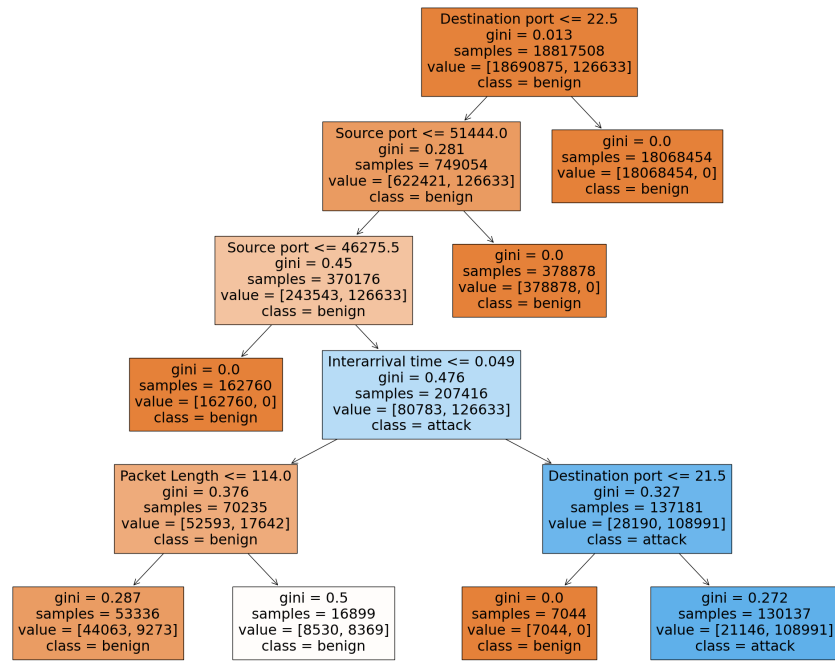 Destination port <= 22.5
gini = 0.013
samples = 18817508
value = [18690875, 126633]
class = benign
Source port <= 51444.0
gini = 0.281
samples = 749054
value = [622421, 126633]
class = benign
gini = 0.0
samples = 18068454
value = [18068454, 0]
class = benign
Source port <= 46275.5
gini = 0.45
samples = 370176
value = [243543, 126633]
class = benign
gini = 0.0
samples = 378878
value = [378878, 0]
class = benign
gini = 0.0
samples = 162760
value = [162760, 0]
class = benign
Interarrival time <= 0.049
gini = 0.476
samples = 207416
value = [80783, 126633]
class = attack
Packet Length <= 114.0
gini = 0.376
samples = 70235
value = [52593, 17642]
class = benign
Destination port <= 21.5
gini = 0.327
samples = 137181
value = [28190, 108991]
class = attack
gini = 0.287
samples = 53336
value = [44063, 9273]
class = benign
gini = 0.5
samples = 16899
value = [8530, 8369]
class = benign
gini = 0.0
samples = 7044
value = [7044, 0]
class = benign
gini = 0.272
samples = 130137
value = [21146, 108991]
class = attack